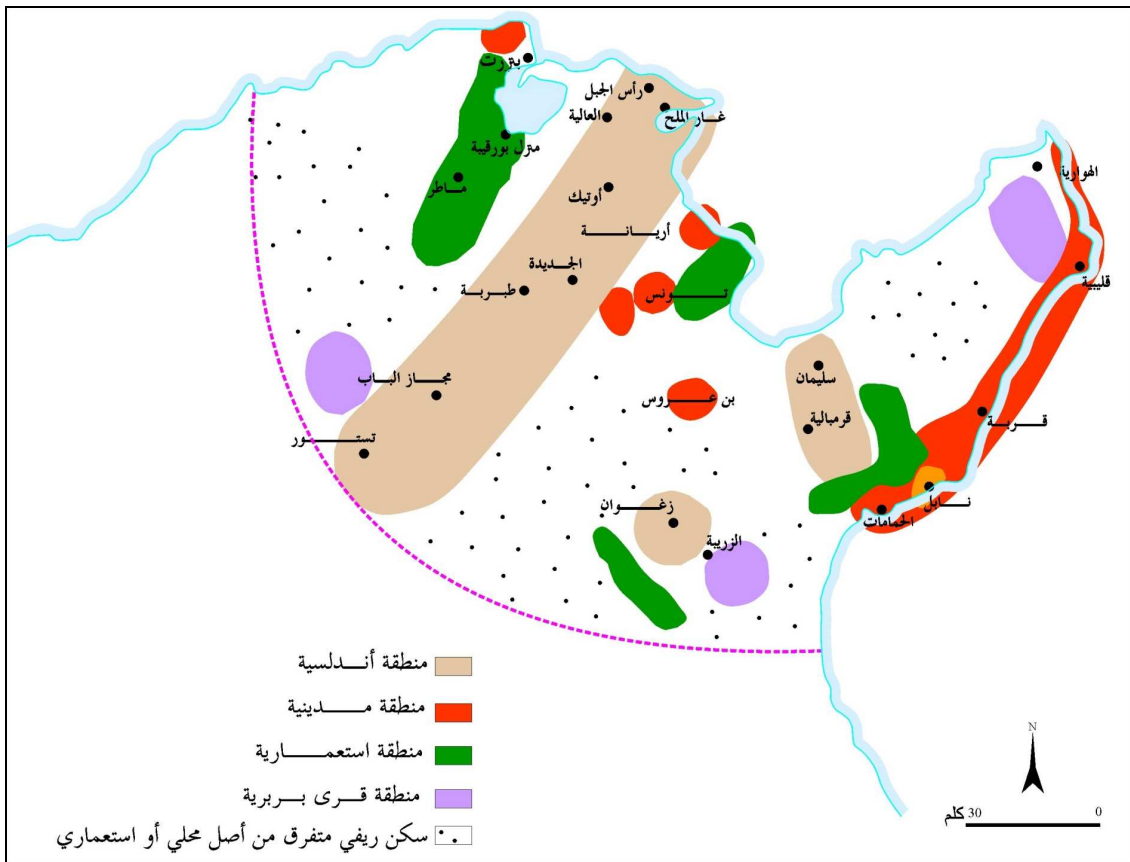 بنزرت
رأس الجبل
غار الملح
العالية
منزل بورقيبة
الهوارية
ماطر
أوتيك
أريانة
الجديدة
قليبية
طبربة
تونس
سليمان
مجاز الباب
بن عروس
قرمبالية
قربة
تستور
زغوان
نابل
الحمامات
الزريبة
منطقة أندلسية
منطقة مدينية
منطقة استعمارية
منطقة قرى بربرية
سكن ريفي متفرق من أصل محلي أو استعماري
N
0 30 كلم